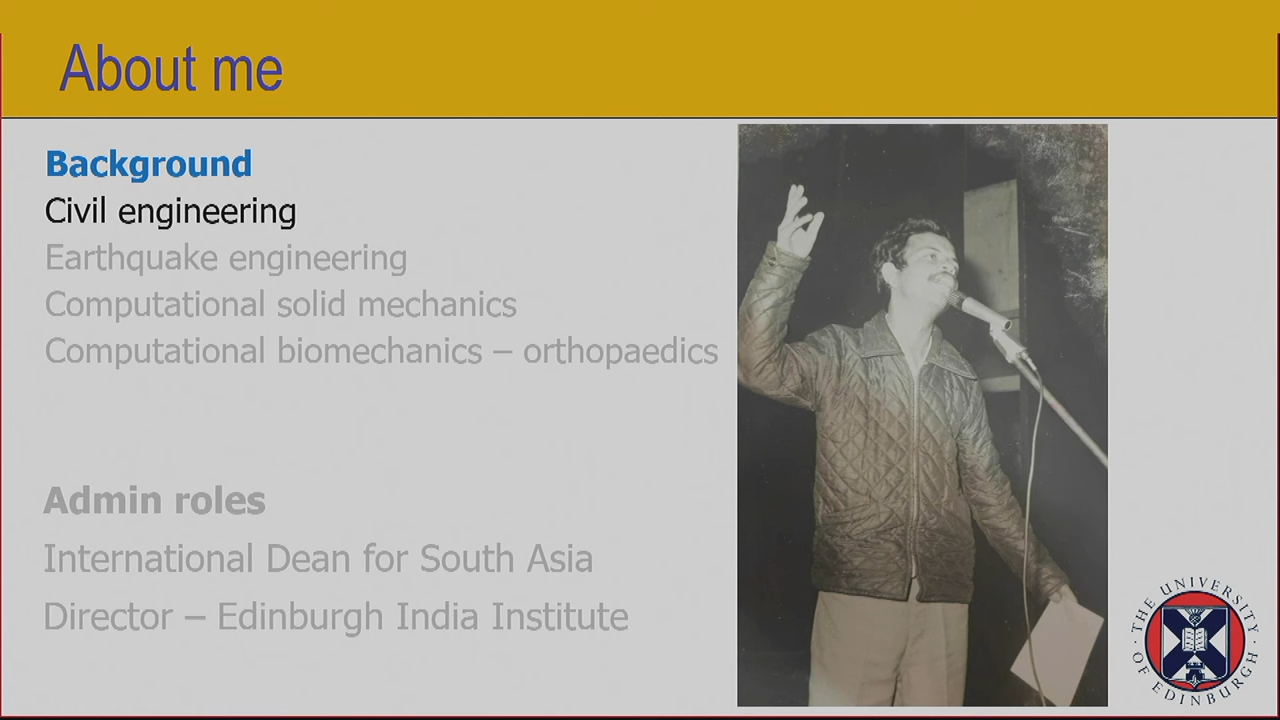 About me
Background
Civil engineering
Earthquake engineering
Computational solid mechanics
Computational biomechanics – orthopaedics
Admin roles
International Dean for South Asia
Director – Edinburgh India Institute
THE UNIVERSITY OF EDINBURGH